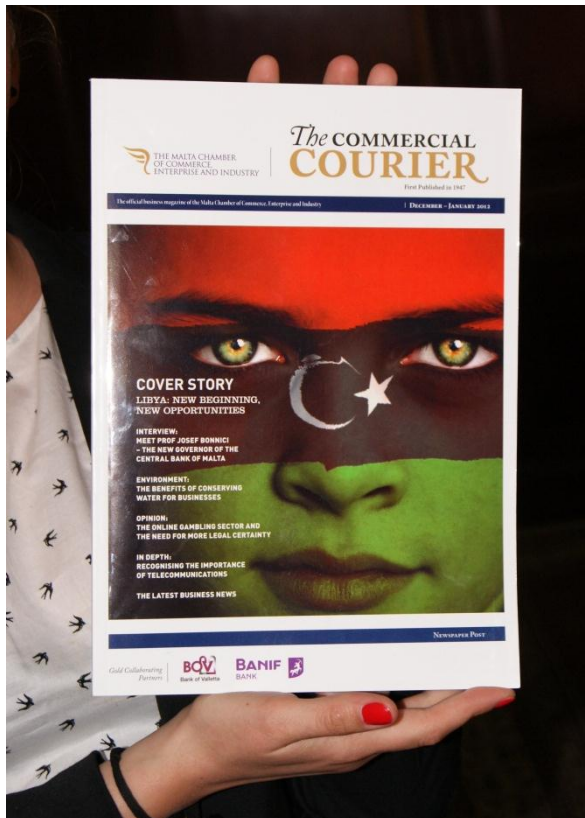 THE MALTA CHAMBER
OF COMMERCE,
ENTERPRISE AND INDUSTRY
The COMMERCIAL
COURIER
First Published in 1947
The official business magazine of the Malta Chamber of Commerce, Enterprise and Industry
DECEMBER – JANUARY 2012
COVER STORY
LIBYA: NEW BEGINNING,
NEW OPPORTUNITIES
INTERVIEW:
MEET PROF JOSEF BONNICI
– THE NEW GOVERNOR OF THE
CENTRAL BANK OF MALTA
ENVIRONMENT:
THE BENEFITS OF CONSERVING
WATER FOR BUSINESSES
OPINION:
THE ONLINE GAMBLING SECTOR AND
THE NEED FOR MORE LEGAL CERTAINTY
IN DEPTH:
RECOGNISING THE IMPORTANCE
OF TELECOMMUNICATIONS
THE LATEST BUSINESS NEWS
NEWSPAPER POST
Gold Collaborating
Partners
BOV
Bank of Valletta
BANIF
BANK